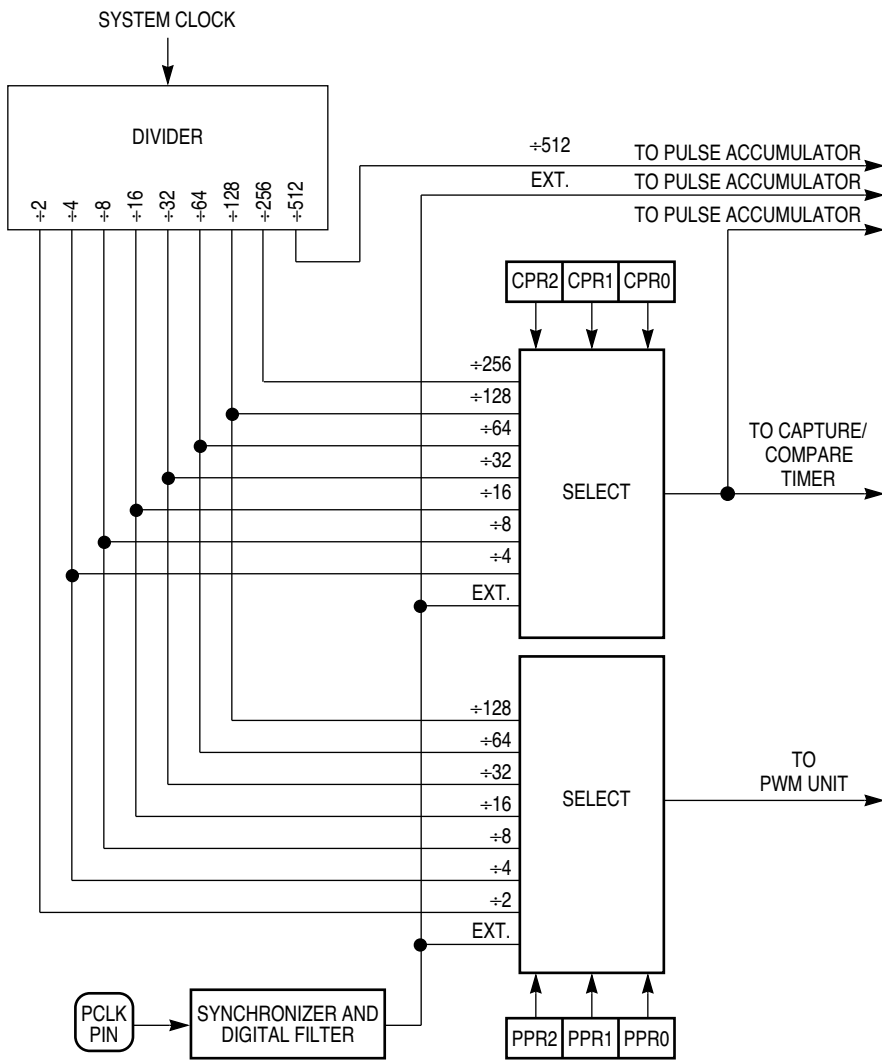 SYSTEM CLOCK
DIVIDER
÷2 ÷4 ÷8 ÷16 ÷32 ÷64 ÷128 ÷256 ÷512
÷512 TO PULSE ACCUMULATOR
EXT. TO PULSE ACCUMULATOR
TO PULSE ACCUMULATOR
CPR2 CPR1 CPR0
÷256
÷128
÷64
÷32
÷16
÷8
÷4
EXT.
SELECT
TO CAPTURE/
COMPARE
TIMER
÷128
÷64
÷32
÷16
÷8
÷4
÷2
EXT.
SELECT
TO
PWM UNIT
PCLK
PIN
SYNCHRONIZER AND
DIGITAL FILTER
PPR2 PPR1 PPR0